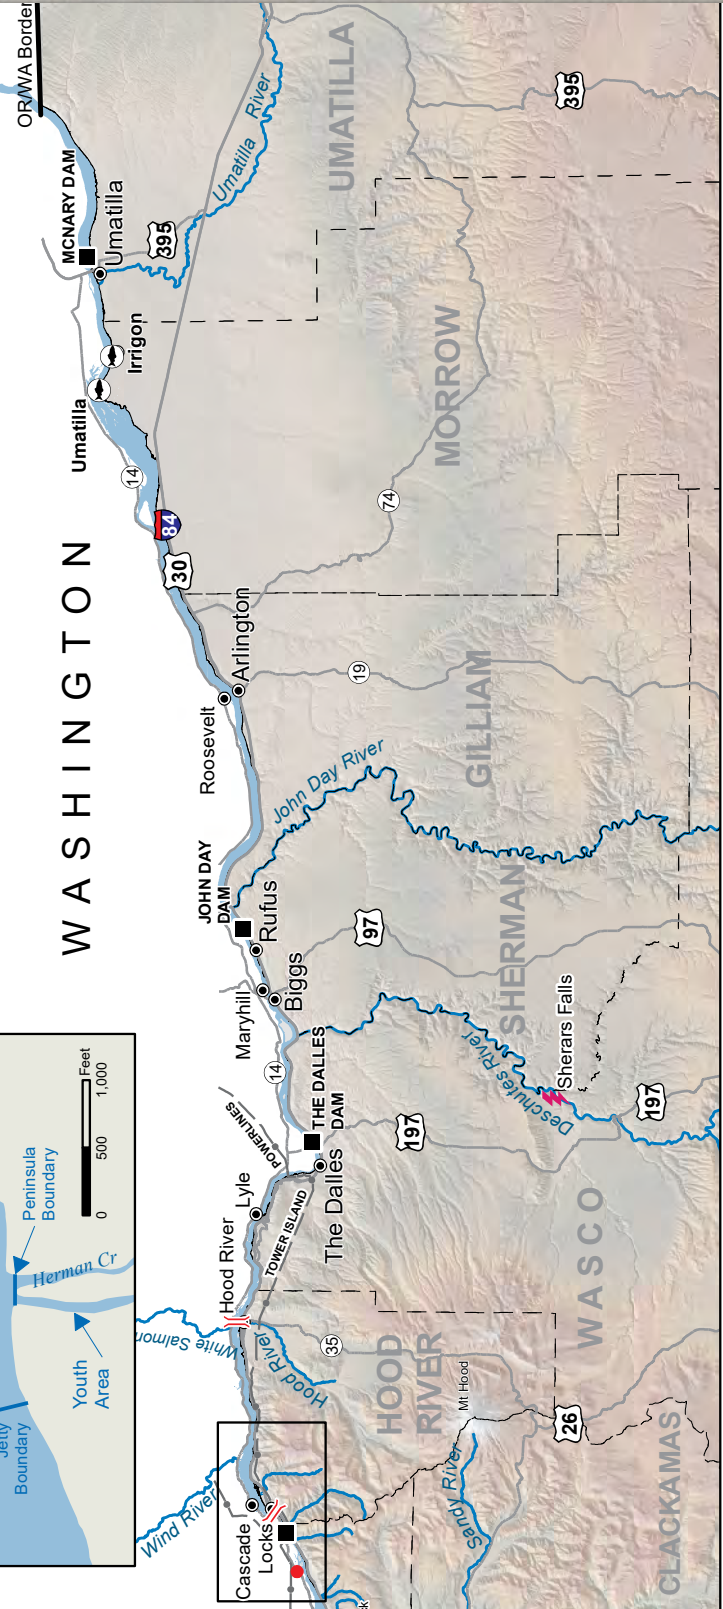 OR/WA Border
MCNARY DAM
Umatilla
395
Umatilla
River
UMATILLA
395
Irrigon
Umatilla
14
84
30
MORROW
74
WASHINGTON
Arlington
Roosevelt
19
GILLIAM
John Day River
JOHN DAY
DAM
Rufus
Biggs
Maryhill
97
SHERMAN
Deschutes River
Sherars Falls
14
THE DALLES
DAM
The Dalles
POWERLINES
197
197
Lyle
TOWER ISLAND
Hood River
White Salmon
Hood River
35
HOOD
RIVER
WASCO
Mt Hood
26
CLACKAMAS
Sandy River
Wind River
Cascade
Locks
Peninsula
Boundary
Herman Cr
Youth
Area
Jetty
Boundary
Feet
0
500
1,000